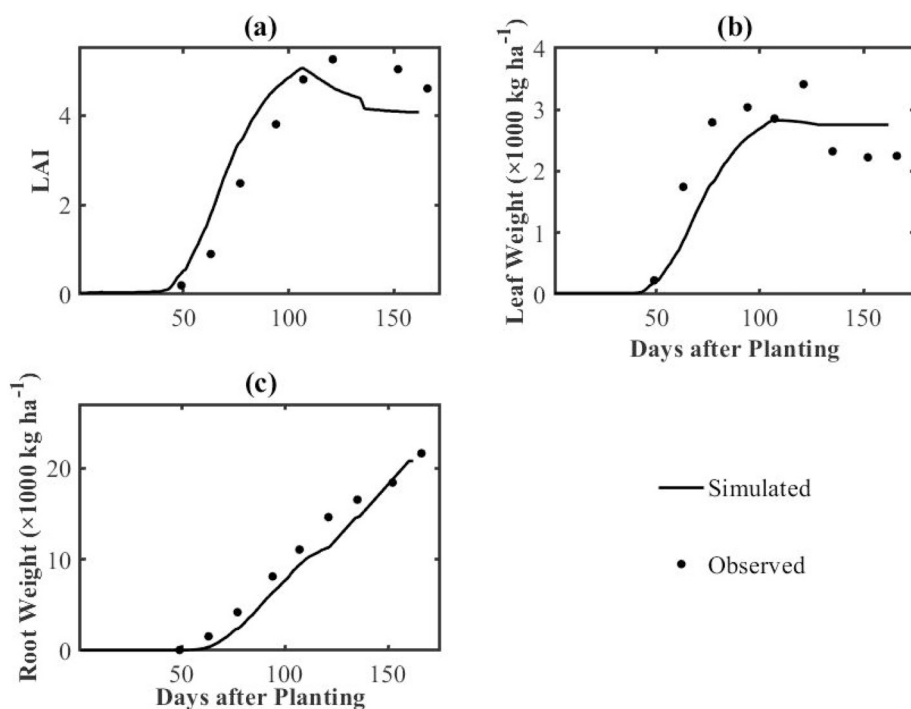 (a)
LAI
4
2
0
50
100
150
(b)
Leaf Weight (×1000 kg ha⁻¹)
4
3
2
1
0
50
100
150
Days after Planting
(c)
Root Weight (×1000 kg ha⁻¹)
20
10
0
50
100
150
Days after Planting
Simulated
Observed